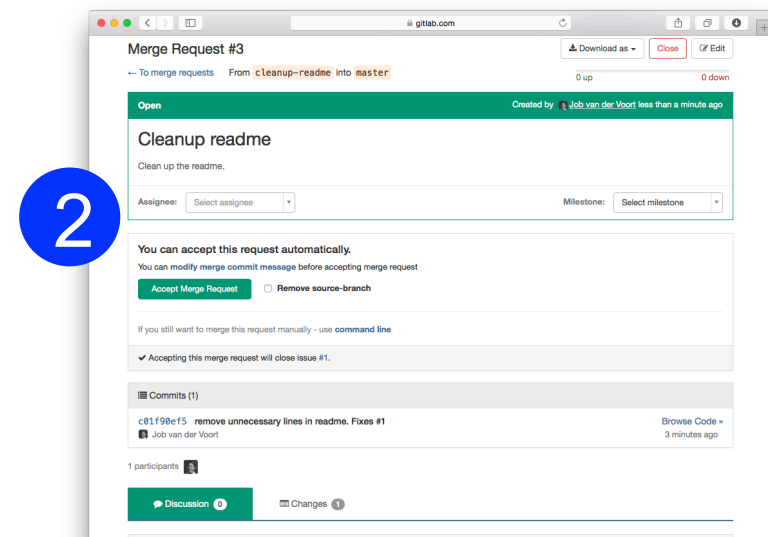 gitlab.com
Merge Request #3
Download as
Close
Edit
← To merge requests From cleanup-readme into master
0 up 0 down
Open
Created by Job van der Voort less than a minute ago
Cleanup readme
Clean up the readme.
2
Assignee: Select assignee
Milestone: Select milestone
You can accept this request automatically.
You can modify merge commit message before accepting merge request
Accept Merge Request Remove source-branch
If you still want to merge this request manually - use command line
✔ Accepting this merge request will close issue #1.
Commits (1)
c01f90ef5 remove unnecessary lines in readme. Fixes #1
Browse Code »
Job van der Voort
3 minutes ago
1 participants
Discussion 0
Changes 1